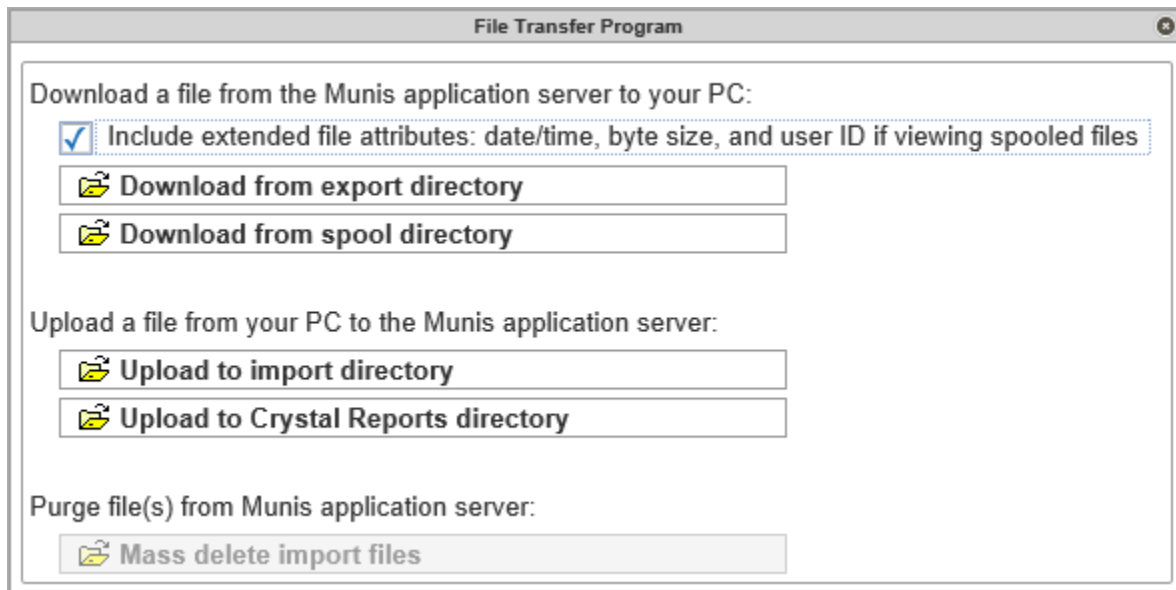 File Transfer Program
Download a file from the Munis application server to your PC:
Include extended file attributes: date/time, byte size, and user ID if viewing spooled files
Download from export directory
Download from spool directory
Upload a file from your PC to the Munis application server:
Upload to import directory
Upload to Crystal Reports directory
Purge file(s) from Munis application server:
Mass delete import files